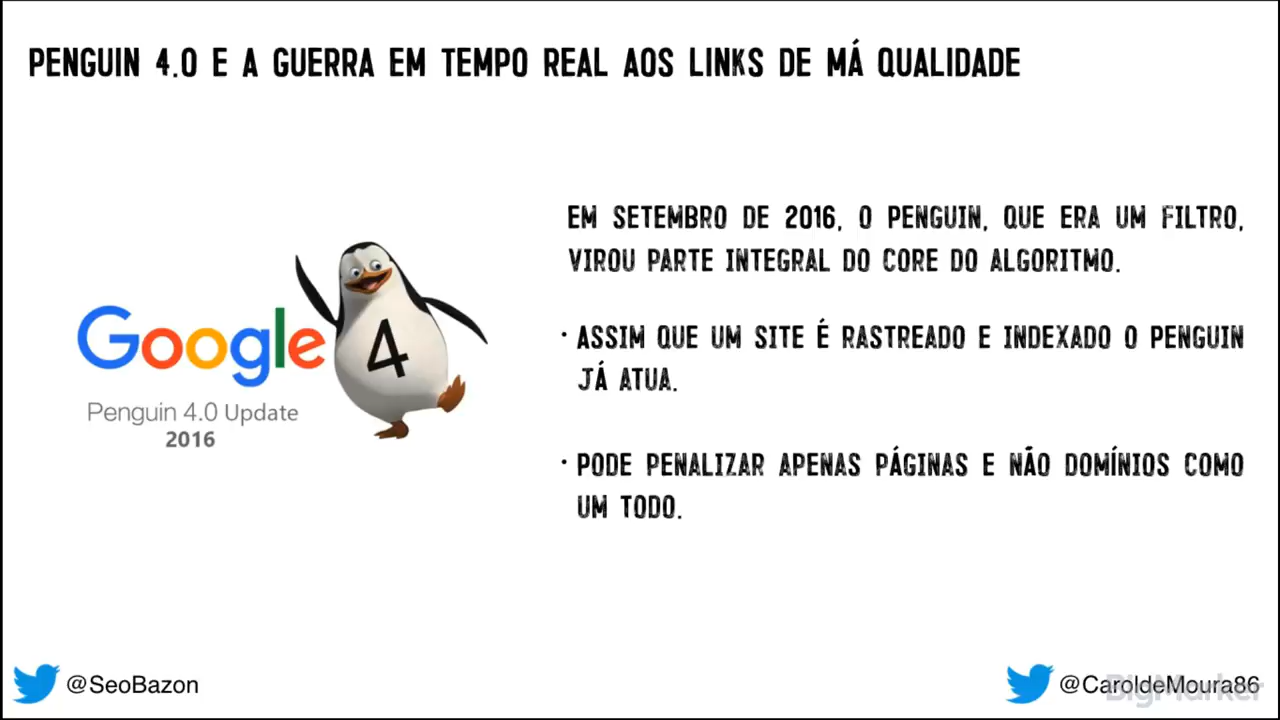 PENGUIN 4.0 E A GUERRA EM TEMPO REAL AOS LINKS DE MÁ QUALIDADE
EM SETEMBRO DE 2016, O PENGUIN, QUE ERA UM FILTRO,
VIROU PARTE INTEGRAL DO CORE DO ALGORITMO.
· ASSIM QUE UM SITE É RASTREADO E INDEXADO O PENGUIN
JÁ ATUA.
· PODE PENALIZAR APENAS PÁGINAS E NÃO DOMÍNIOS COMO
UM TODO.
Google
4
Penguin 4.0 Update
2016
@SeoBazon
@CaroldeMoura86
BigMarker